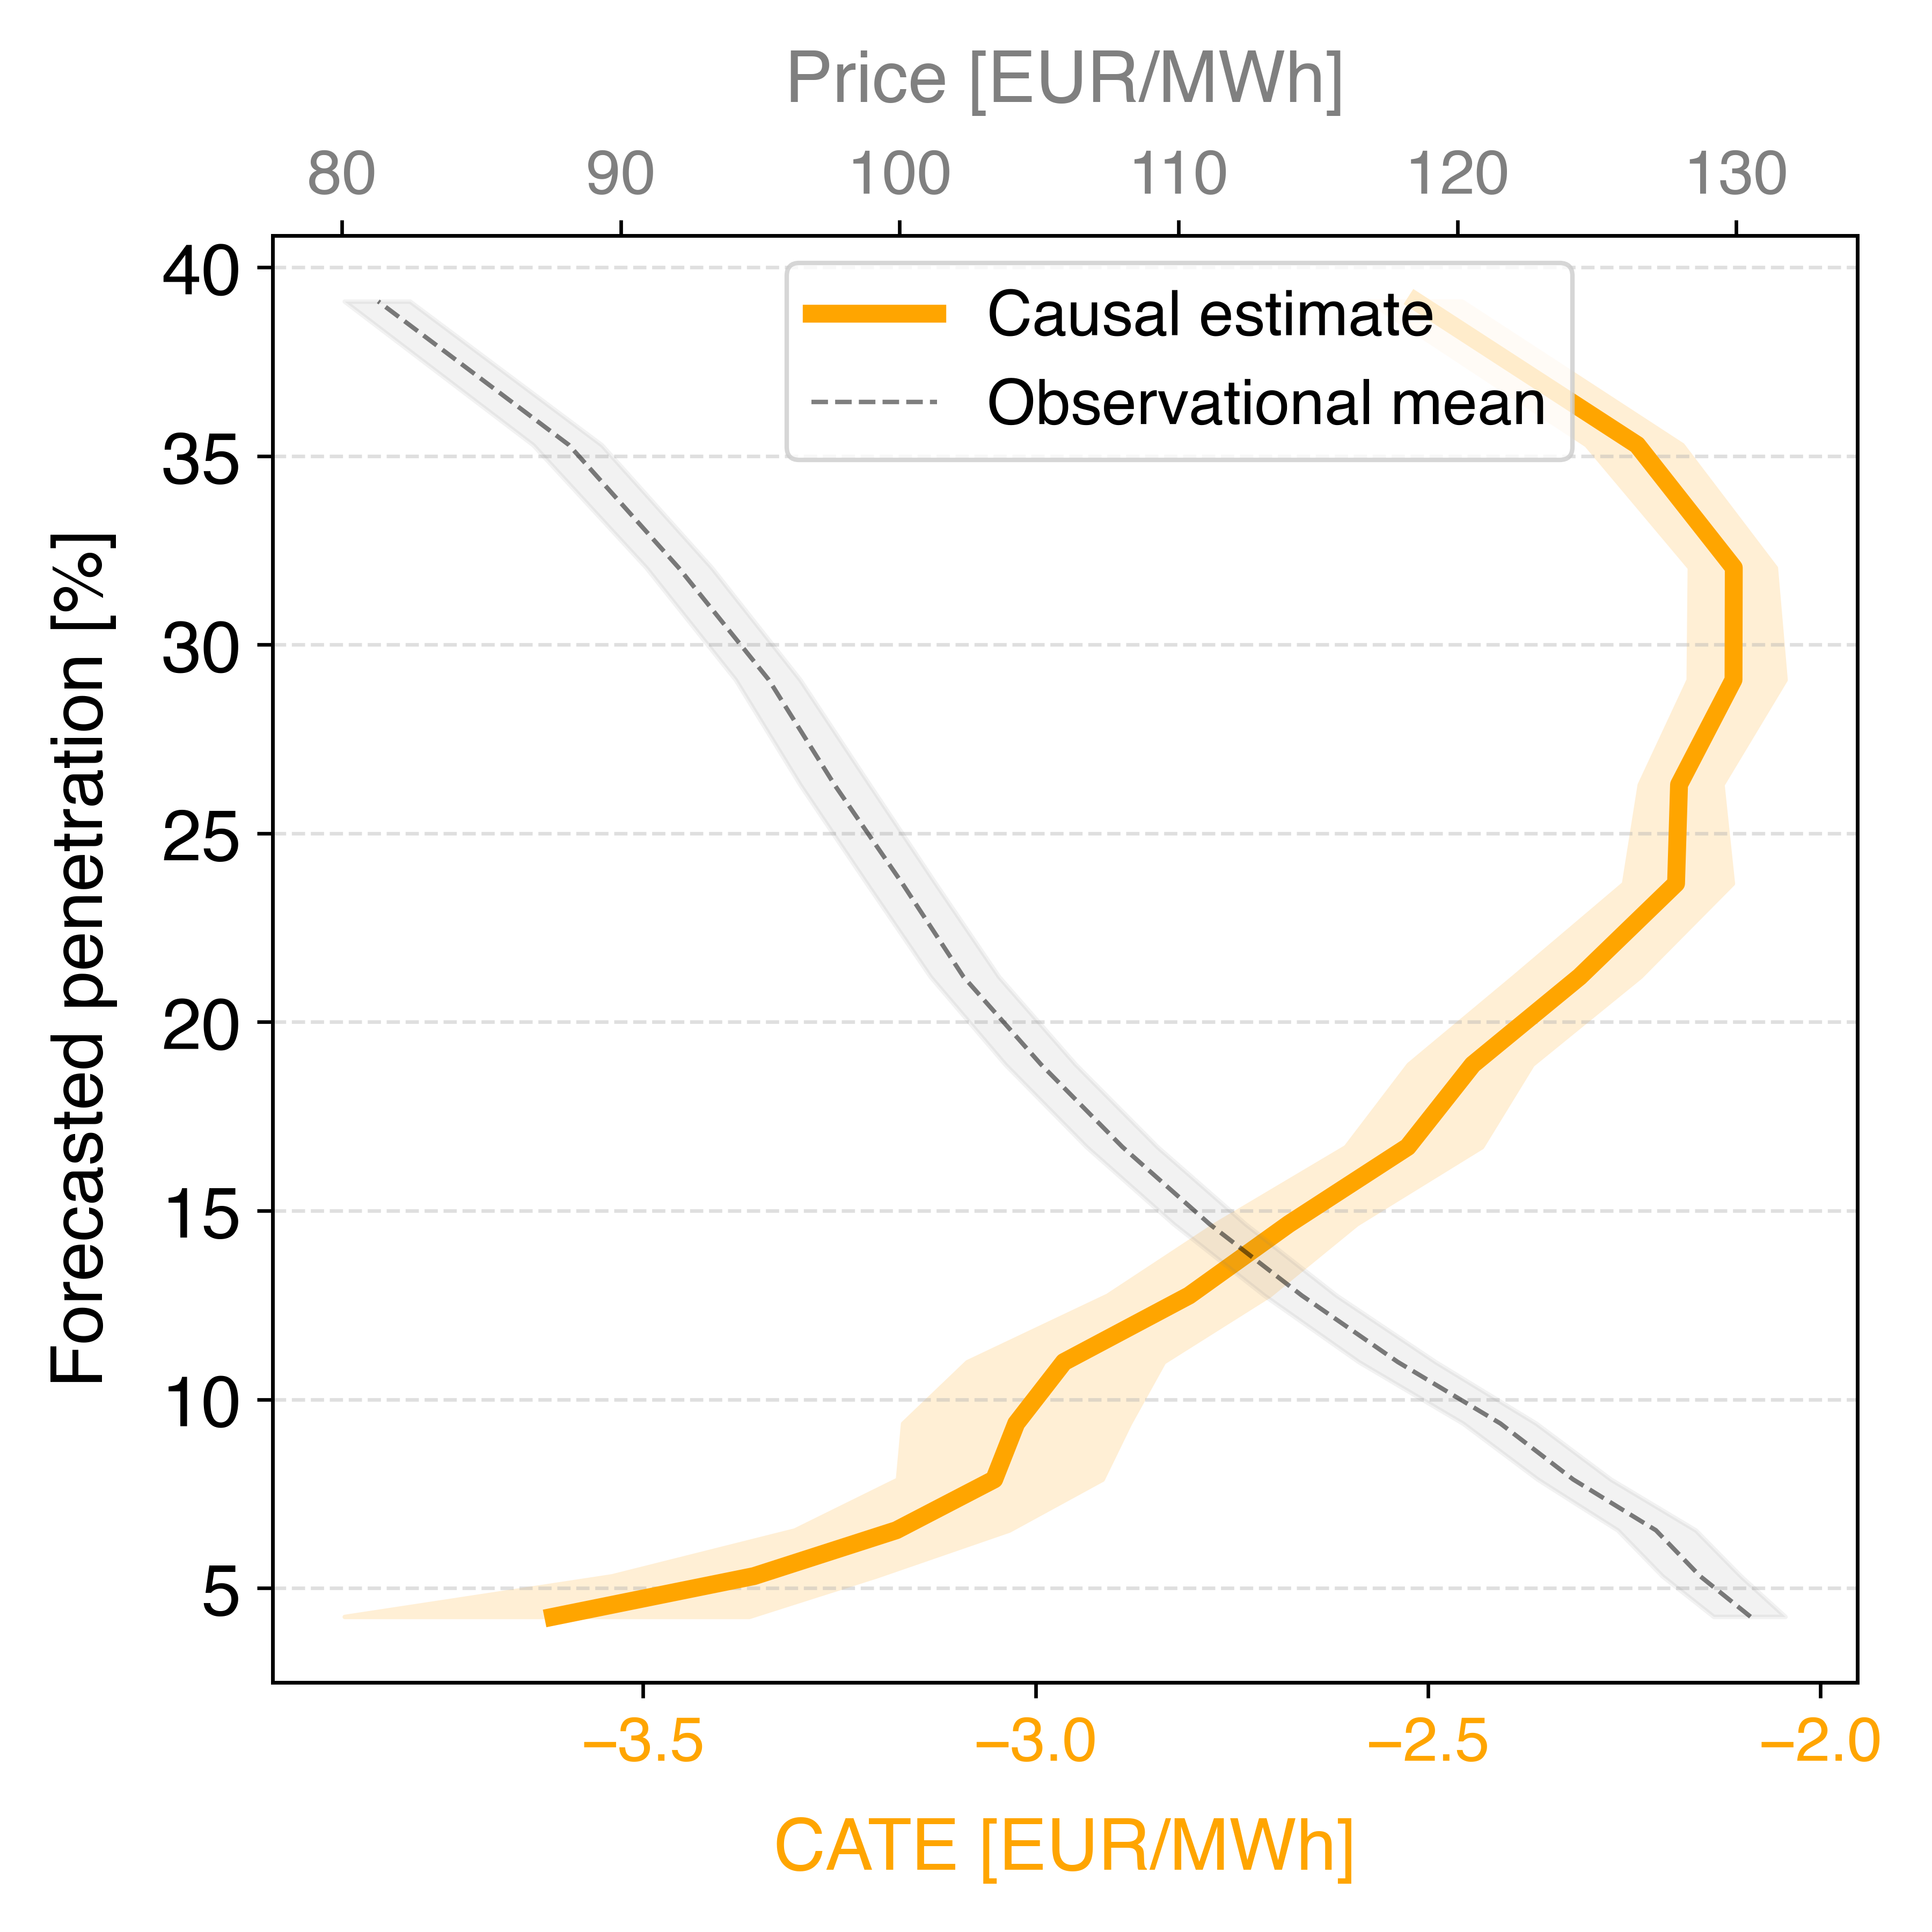 Price [EUR/MWh]
80 90 100 110 120 130
Causal estimate
Observational mean
Forecasted penetration [%]
40
35
30
25
20
15
10
5
−3.5 −3.0 −2.5 −2.0
CATE [EUR/MWh]